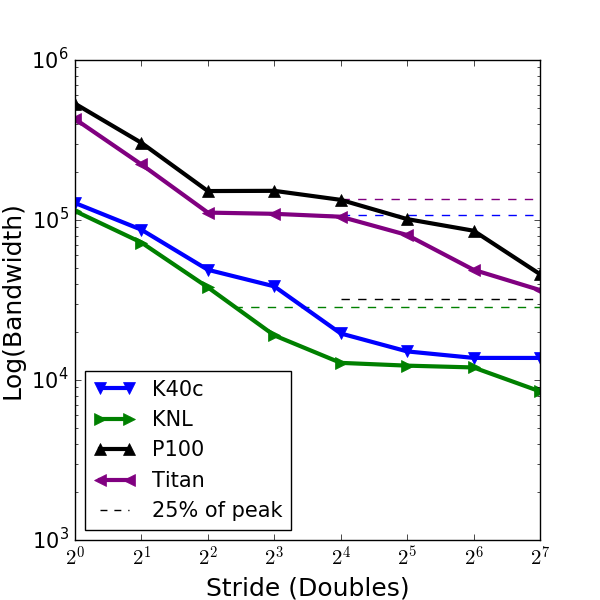 10^6
10^5
10^4
10^3
Log(Bandwidth)
K40c
KNL
P100
Titan
25% of peak
2^0 2^1 2^2 2^3 2^4 2^5 2^6 2^7
Stride (Doubles)